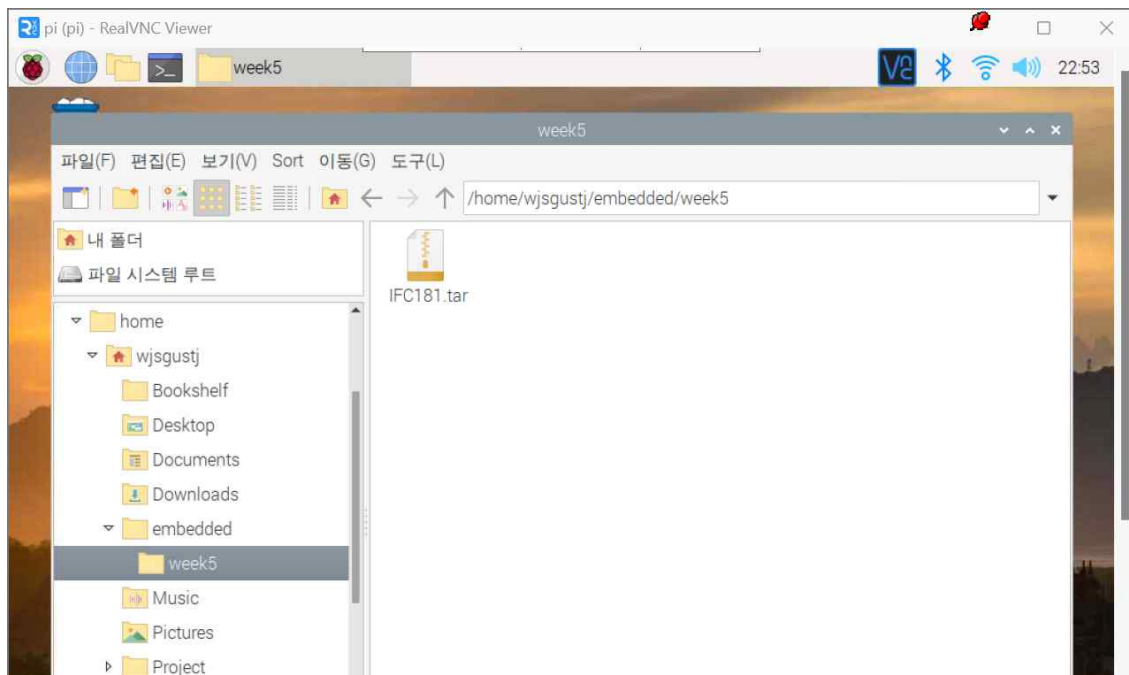 pi (pi) - RealVNC Viewer
week5
22:53
week5
파일(F) 편집(E) 보기(V) Sort 이동(G) 도구(L)
/home/wjsgustj/embedded/week5
내 폴더
파일 시스템 루트
IFC181.tar
home
wjsgustj
Bookshelf
Desktop
Documents
Downloads
embedded
week5
Music
Pictures
Project